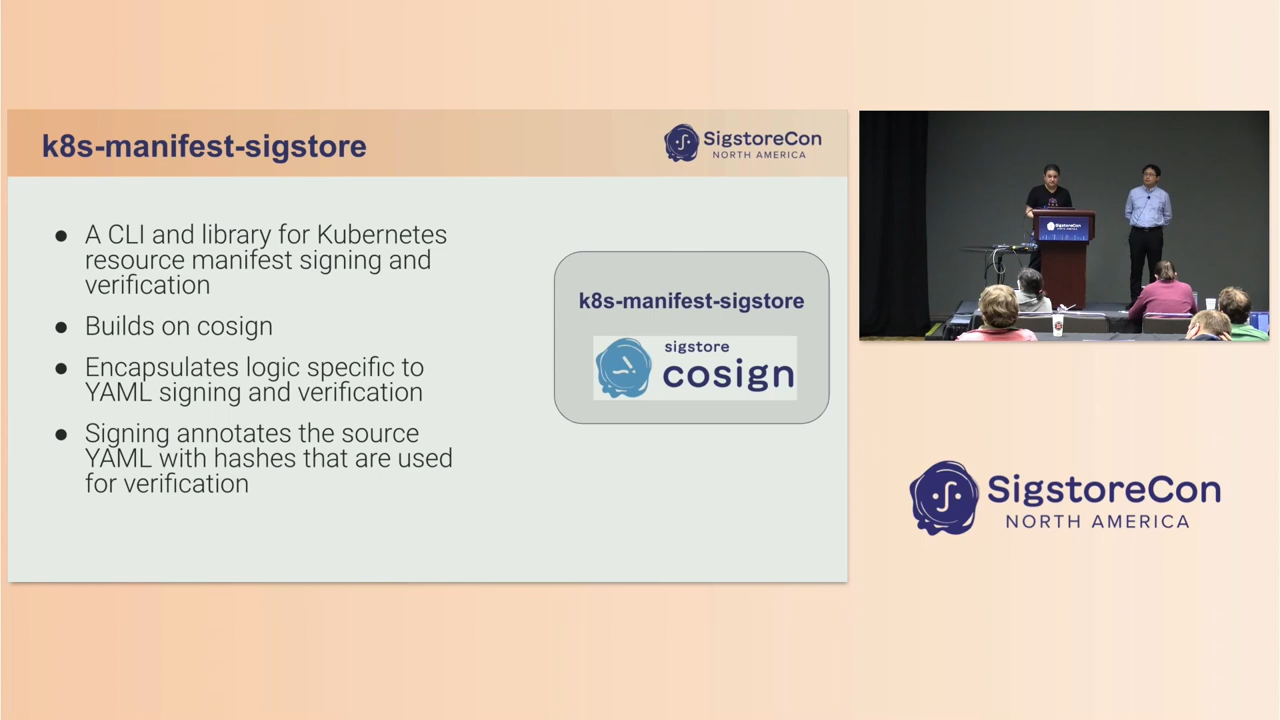 k8s-manifest-sigstore
SigstoreCon
NORTH AMERICA
● A CLI and library for Kubernetes
resource manifest signing and
verification
● Builds on cosign
● Encapsulates logic specific to
YAML signing and verification
● Signing annotates the source
YAML with hashes that are used
for verification
k8s-manifest-sigstore
sigstore
cosign
SigstoreCon
SigstoreCon
NORTH AMERICA